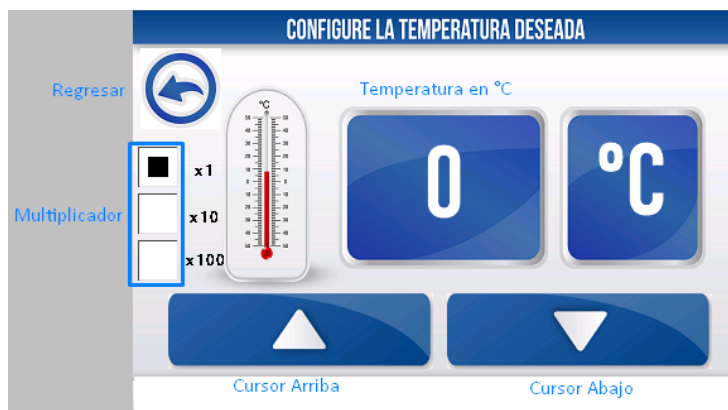 CONFIGURE LA TEMPERATURA DESEADA
Regresar
Temperatura en °C
°C
0
°C
x1
Multiplicador
x10
x100
Cursor Arriba
Cursor Abajo